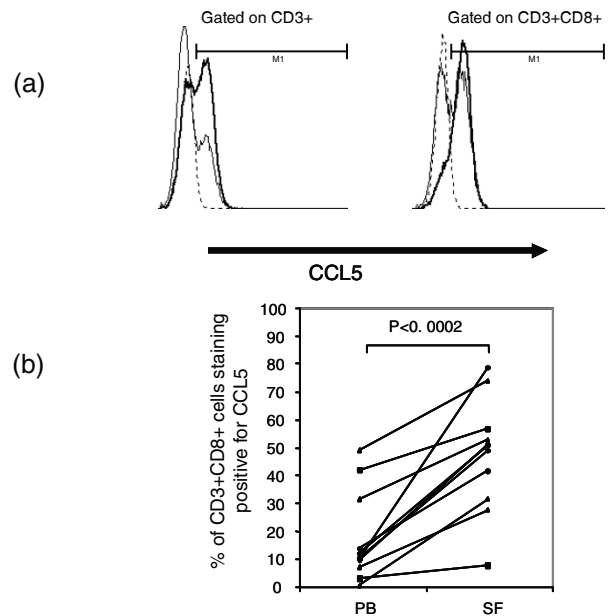 Gated on CD3+
Gated on CD3+CD8+
M1
M1
(a)
CCL5
(b)
% of CD3+CD8+ cells staining
positive for CCL5
100
90
80
70
60
50
40
30
20
10
0
P<0. 0002
PB
SF